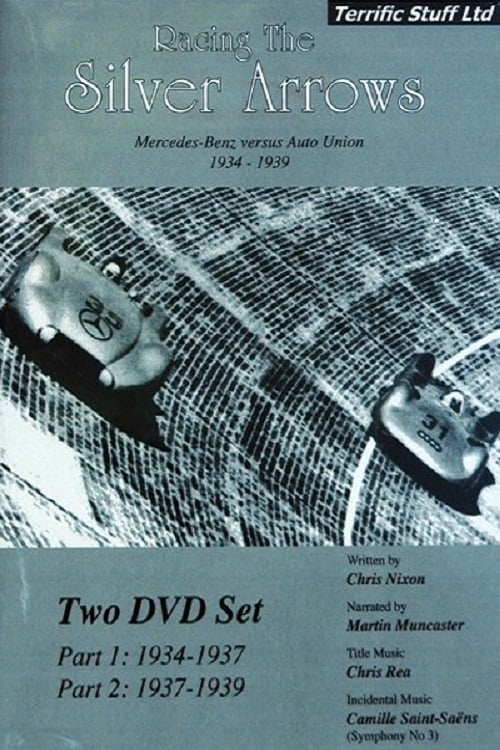 Terrific Stuff Ltd
Racing The
Silver Arrows
Mercedes-Benz versus Auto Union
1934 - 1939
31
Two DVD Set
Part 1: 1934-1937
Part 2: 1937-1939
Written by
Chris Nixon
Narrated by
Martin Muncaster
Title Music
Chris Rea
Incidental Music
Camille Saint-Saëns
(Symphony No 3)